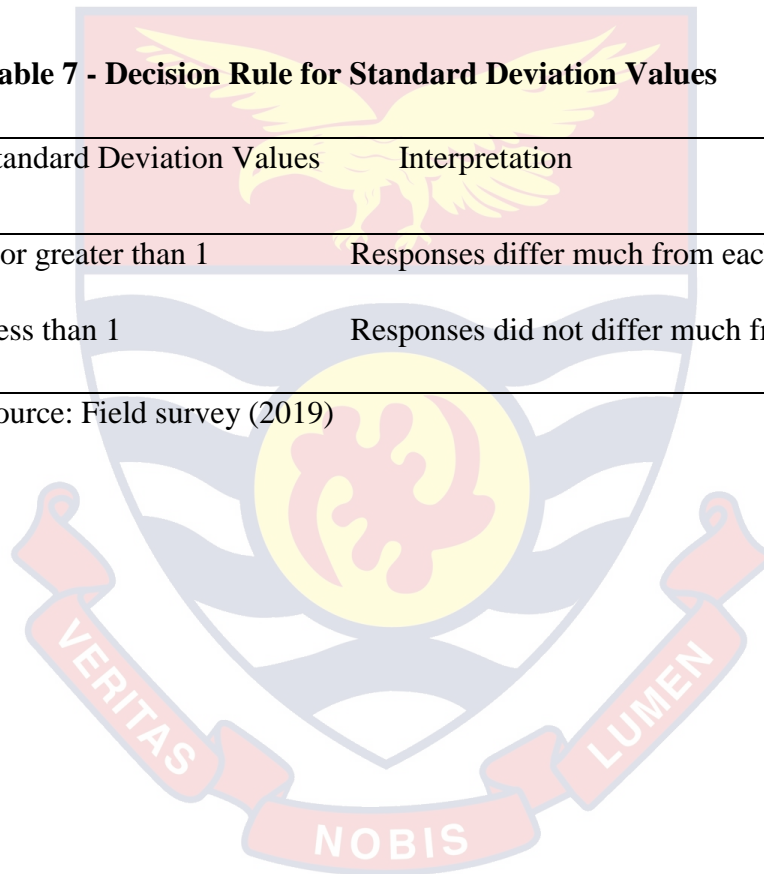 able 7 - Decision Rule for Standard Deviation Values
tandard Deviation Values Interpretation
or greater than 1 Responses differ much from eac
ess than 1 Responses did not differ much f
ource: Field survey (2019)
VERITAS
NOBIS
LUMEN